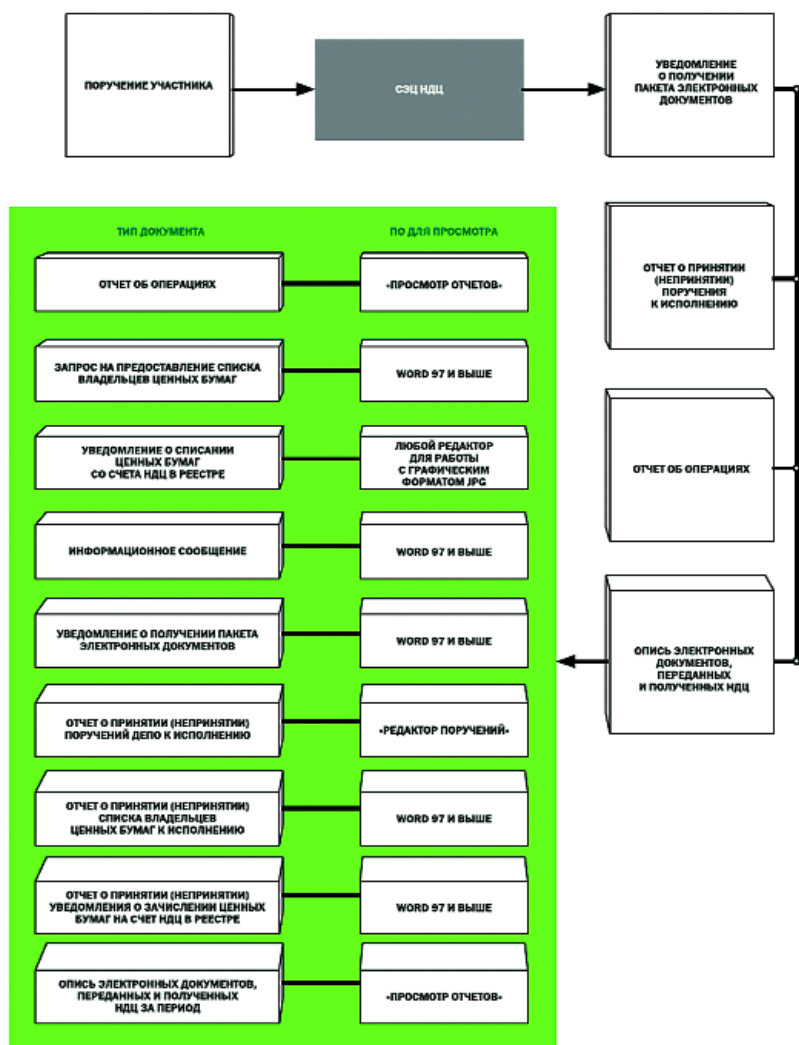 ПОРУЧЕНИЕ УЧАСТНИКА
СЭЦ НДЦ
УВЕДОМЛЕНИЕ
О ПОЛУЧЕНИИ
ПАКЕТА ЭЛЕКТРОННЫХ
ДОКУМЕНТОВ
ОТЧЕТ О ПРИНЯТИИ
(НЕПРИНЯТИИ)
ПОРУЧЕНИЯ
К ИСПОЛНЕНИЮ
ОТЧЕТ ОБ ОПЕРАЦИЯХ
ОПИСЬ ЭЛЕКТРОННЫХ
ДОКУМЕНТОВ,
ПЕРЕДАННЫХ
И ПОЛУЧЕННЫХ НДЦ
ТИП ДОКУМЕНТА
ПО ДЛЯ ПРОСМОТРА
ОТЧЕТ ОБ ОПЕРАЦИЯХ
«ПРОСМОТР ОТЧЕТОВ»
ЗАПРОС НА ПРЕДОСТАВЛЕНИЕ СПИСКА
ВЛАДЕЛЬЦЕВ ЦЕННЫХ БУМАГ
WORD 97 И ВЫШЕ
УВЕДОМЛЕНИЕ О СПИСАНИИ
ЦЕННЫХ БУМАГ
СО СЧЕТА НДЦ В РЕЕСТРЕ
ЛЮБОЙ РЕДАКТОР
ДЛЯ РАБОТЫ
С ГРАФИЧЕСКИМ
ФОРМАТОМ JPG
ИНФОРМАЦИОННОЕ СООБЩЕНИЕ
WORD 97 И ВЫШЕ
УВЕДОМЛЕНИЕ О ПОЛУЧЕНИИ ПАКЕТА
ЭЛЕКТРОННЫХ ДОКУМЕНТОВ
WORD 97 И ВЫШЕ
ОТЧЕТ О ПРИНЯТИИ (НЕПРИНЯТИИ)
ПОРУЧЕНИЙ ДЕПО К ИСПОЛНЕНИЮ
«РЕДАКТОР ПОРУЧЕНИЙ»
ОТЧЕТ О ПРИНЯТИИ (НЕПРИНЯТИИ)
СПИСКА ВЛАДЕЛЬЦЕВ
ЦЕННЫХ БУМАГ К ИСПОЛНЕНИЮ
WORD 97 И ВЫШЕ
ОТЧЕТ О ПРИНЯТИИ (НЕПРИНЯТИИ)
УВЕДОМЛЕНИЯ О ЗАЧИСЛЕНИИ ЦЕННЫХ
БУМАГ НА СЧЕТ НДЦ В РЕЕСТРЕ
WORD 97 И ВЫШЕ
ОПИСЬ ЭЛЕКТРОННЫХ ДОКУМЕНТОВ,
ПЕРЕДАННЫХ И ПОЛУЧЕННЫХ
НДЦ ЗА ПЕРИОД
«ПРОСМОТР ОТЧЕТОВ»